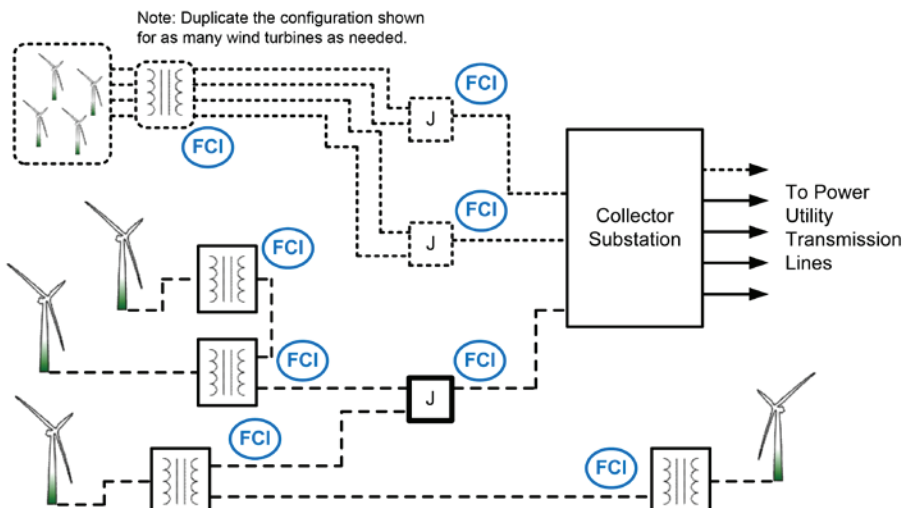 Note: Duplicate the configuration shown
for as many wind turbines as needed.
FCI
FCI
J
FCI
J
Collector
Substation
To Power
Utility
Transmission
Lines
FCI
FCI
FCI
J
FCI
FCI